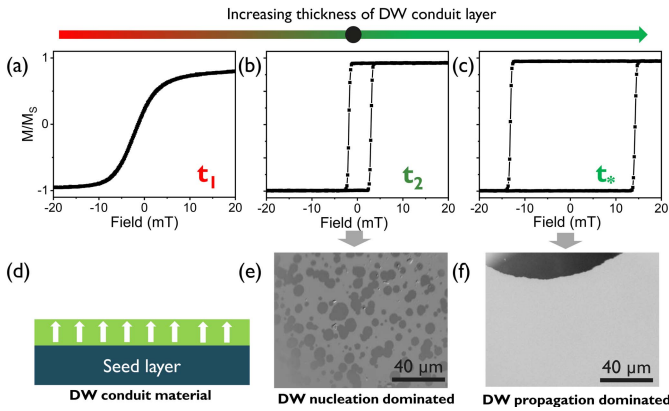 Increasing thickness of DW conduit layer
(a)
(b)
(c)
M/MS
1
0
-1
t1
t2
t*
-20 -10 0 10 20
-20 -10 0 10 20
-20 -10 0 10 20
Field (mT)
Field (mT)
Field (mT)
(d)
(e)
(f)
Seed layer
40 μm
40 μm
DW conduit material
DW nucleation dominated
DW propagation dominated